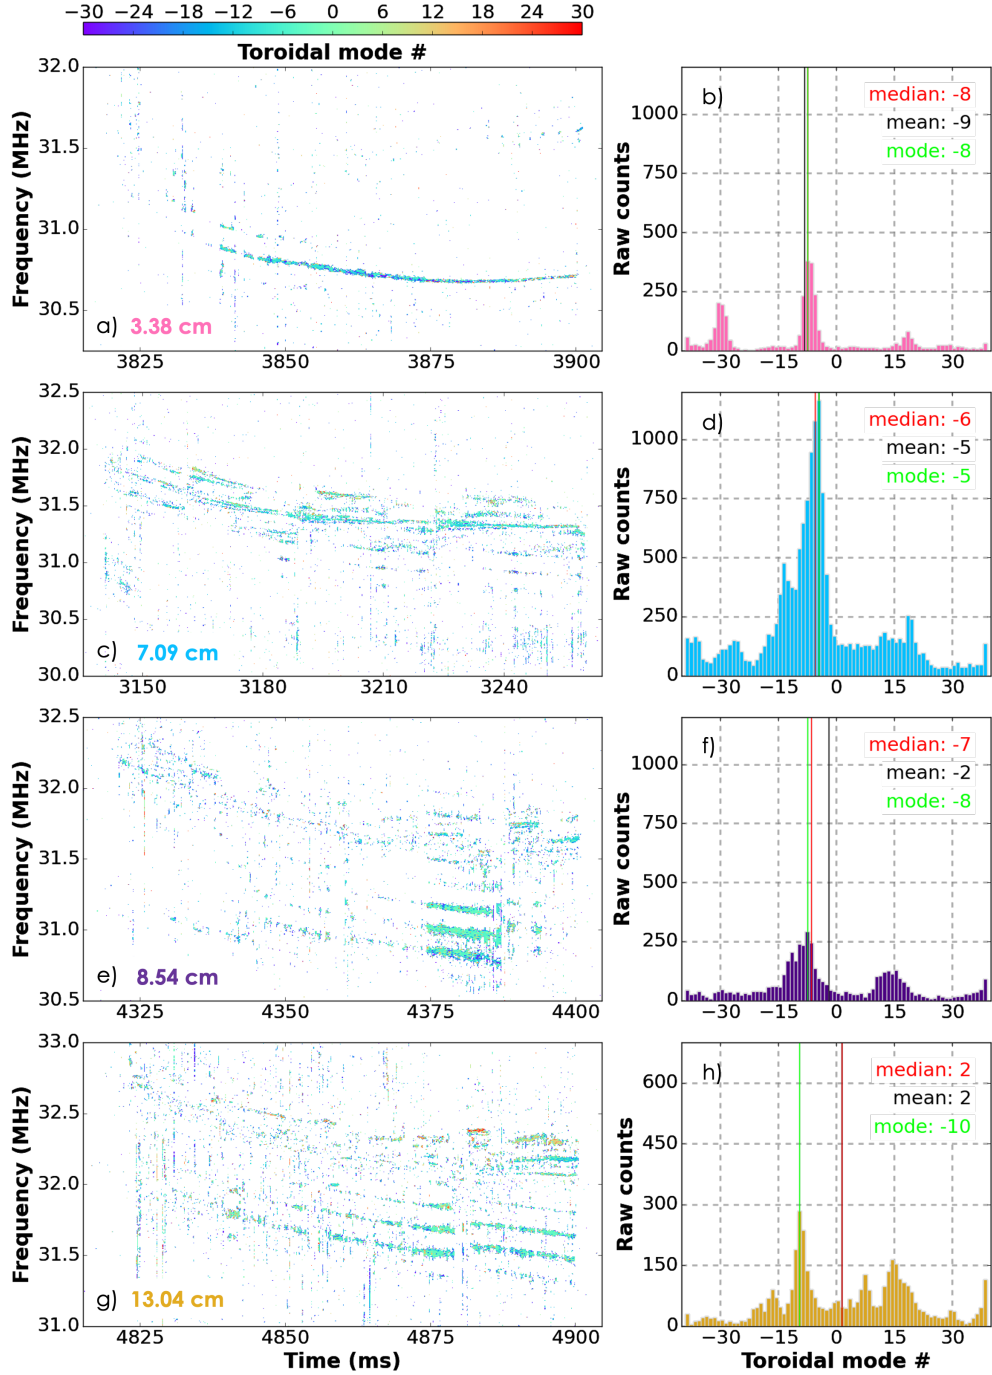 −30 −24 −18 −12 −6 0 6 12 18 24 30
Toroidal mode #
32.0
31.5
31.0
30.5
Frequency (MHz)
a) 3.38 cm
3825 3850 3875 3900
b)
median: -8
mean: -9
mode: -8
1000
750
500
250
0
Raw counts
−30 −15 0 15 30
32.5
32.0
31.5
31.0
30.5
30.0
Frequency (MHz)
c) 7.09 cm
3150 3180 3210 3240
d)
median: -6
mean: -5
mode: -5
1000
750
500
250
0
Raw counts
−30 −15 0 15 30
32.5
32.0
31.5
31.0
30.5
Frequency (MHz)
e) 8.54 cm
4325 4350 4375 4400
f)
median: -7
mean: -2
mode: -8
1000
750
500
250
0
Raw counts
−30 −15 0 15 30
33.0
32.5
32.0
31.5
31.0
Frequency (MHz)
g) 13.04 cm
4825 4850 4875 4900
Time (ms)
h)
median: 2
mean: 2
mode: -10
600
450
300
150
0
Raw counts
−30 −15 0 15 30
Toroidal mode #